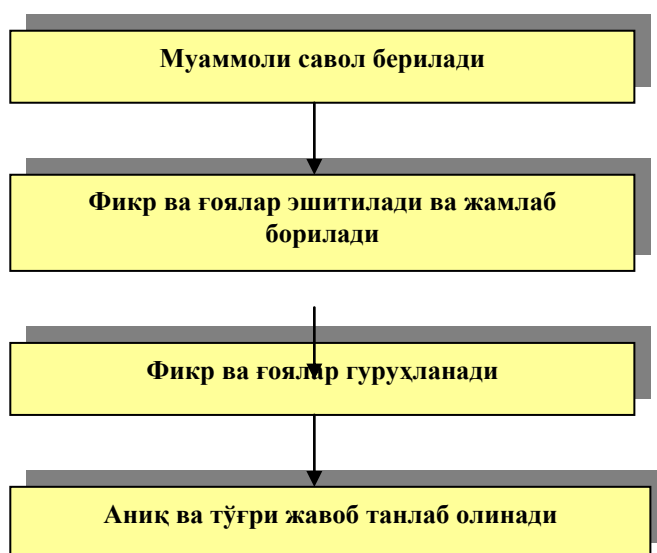 Муаммоли савол берилади
Фикр ва ғоялар эшитилади ва жамлаб
борилади
Фикр ва ғоялар гуруҳланади
Аниқ ва тўғри жавоб танлаб олинади